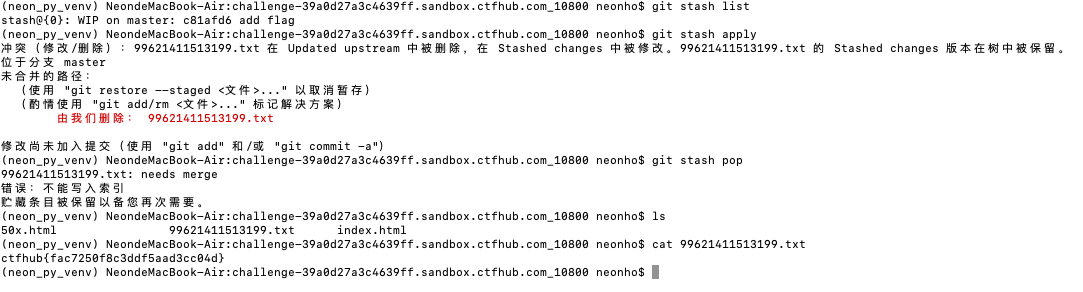 (neon_py_venv) NeondeMacBook-Air:challenge-39a0d27a3c4639ff.sandbox.ctfhub.com_10800 neonho$ git stash list
stash@{0}: WIP on master: c81afd6 add flag
(neon_py_venv) NeondeMacBook-Air:challenge-39a0d27a3c4639ff.sandbox.ctfhub.com_10800 neonho$ git stash apply
冲突（修改/删除）：99621411513199.txt 在 Updated upstream 中被删除，在 Stashed changes 中被修改。99621411513199.txt 的 Stashed changes 版本在树中被保留。
位于分支 master
未合并的路径：
（使用 "git restore --staged <文件>..." 以取消暂存）
（酌情使用 "git add/rm <文件>..." 标记解决方案）
由我们删除： 99621411513199.txt
修改尚未加入提交（使用 "git add" 和/或 "git commit -a"）
(neon_py_venv) NeondeMacBook-Air:challenge-39a0d27a3c4639ff.sandbox.ctfhub.com_10800 neonho$ git stash pop
99621411513199.txt: needs merge
错误：不能写入索引
贮藏条目被保留以备您再次需要。
(neon_py_venv) NeondeMacBook-Air:challenge-39a0d27a3c4639ff.sandbox.ctfhub.com_10800 neonho$ ls
50x.html 99621411513199.txt index.html
(neon_py_venv) NeondeMacBook-Air:challenge-39a0d27a3c4639ff.sandbox.ctfhub.com_10800 neonho$ cat 99621411513199.txt
ctfhub{fac7250f8c3ddf5aad3cc04d}
(neon_py_venv) NeondeMacBook-Air:challenge-39a0d27a3c4639ff.sandbox.ctfhub.com_10800 neonho$